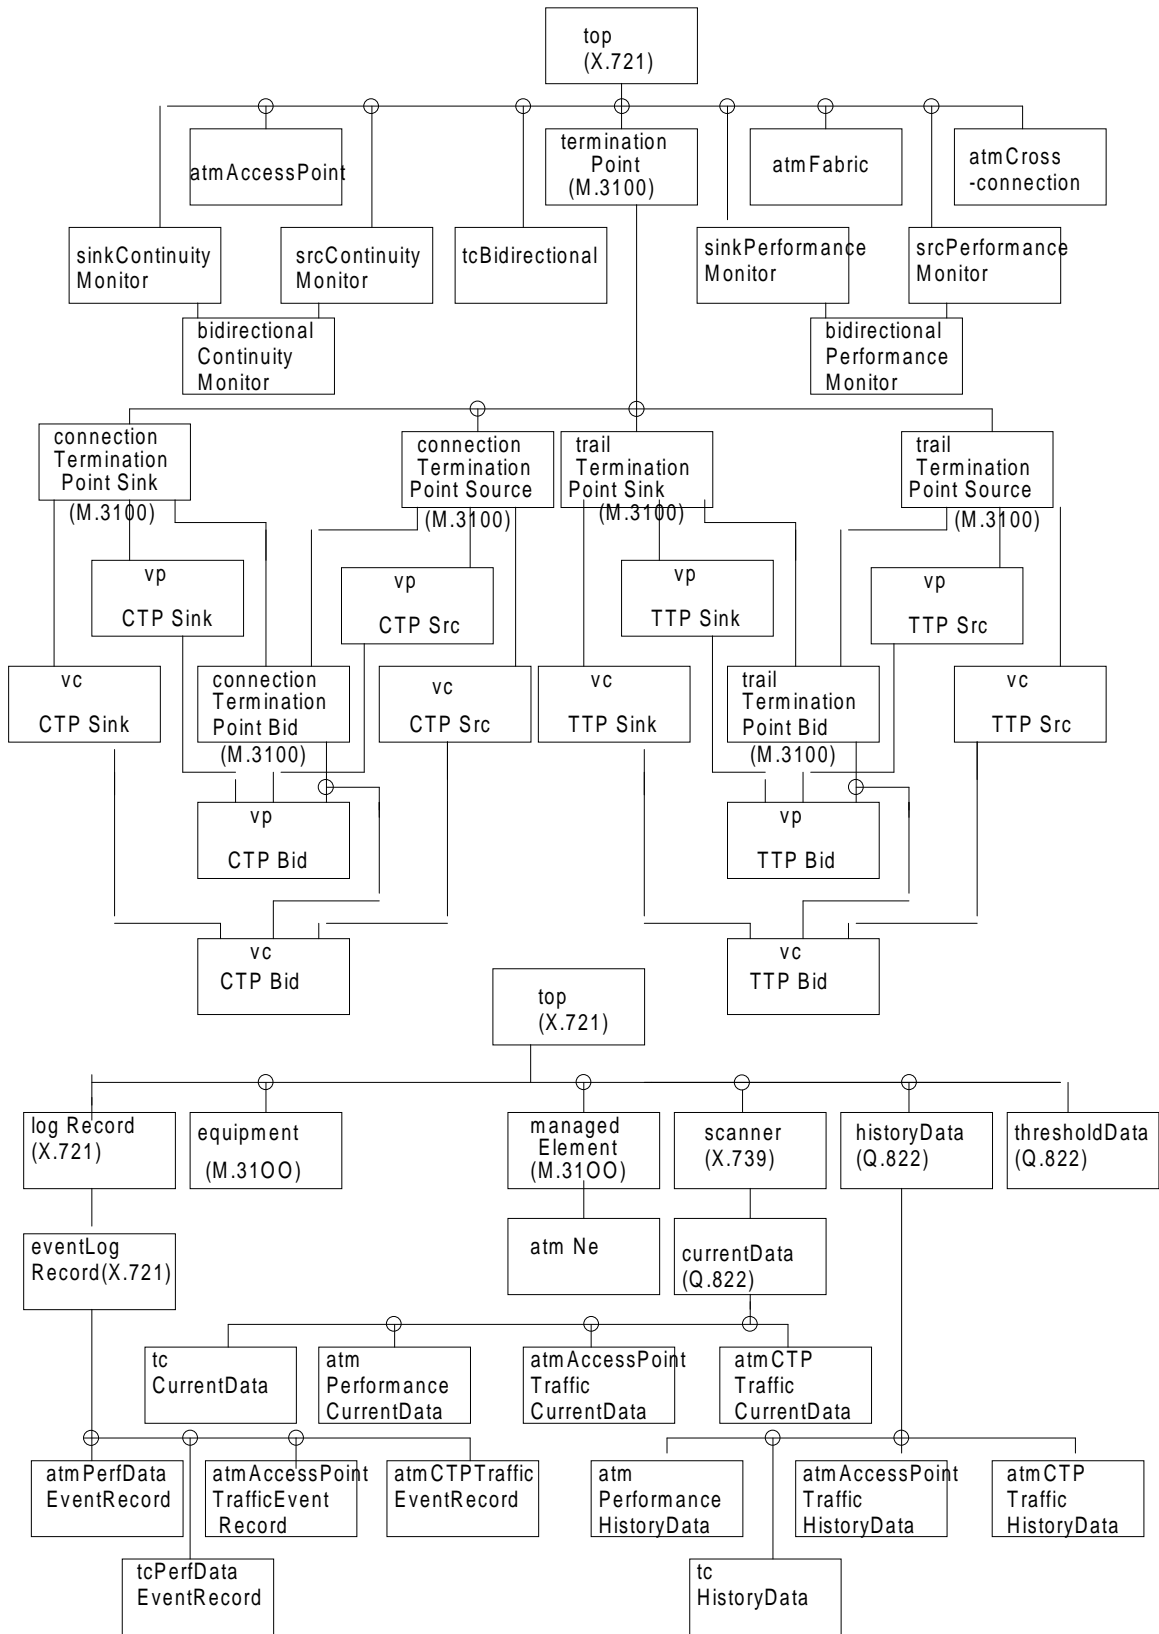 top
(X.721)
atmAccessPoint
termination
Point
(M.3100)
atmFabric
atmCross
-connection
sinkContinuity
Monitor
srcContinuity
Monitor
tcBidirectional
sinkPerformance
Monitor
srcPerformance
Monitor
bidirectional
Continuity
Monitor
bidirectional
Performance
Monitor
connection
Termination
Point Sink
(M.3100)
connection
Termination
Point Source
(M.3100)
trail
Termination
Point Sink
(M.3100)
trail
Termination
Point Source
(M.3100)
vp
CTP Sink
vp
CTP Src
vp
TTP Sink
vp
TTP Src
vc
CTP Sink
connection
Termination
Point Bid
(M.3100)
vc
CTP Src
vc
TTP Sink
trail
Termination
Point Bid
(M.3100)
vc
TTP Src
vp
CTP Bid
vp
TTP Bid
vc
CTP Bid
vc
TTP Bid
top
(X.721)
log Record
(X.721)
equipment
(M.31OO)
managed
Element
(M.31OO)
scanner
(X.739)
historyData
(Q.822)
thresholdData
(Q.822)
eventLog
Record(X.721)
atm Ne
currentData
(Q.822)
tc
CurrentData
atm
Performance
CurrentData
atmAccessPoint
Traffic
CurrentData
atmCTP
Traffic
CurrentData
atmPerfData
EventRecord
atmAccessPoint
TrafficEvent
Record
atmCTPTraffic
EventRecord
atm
Performance
HistoryData
atmAccessPoint
Traffic
HistoryData
atmCTP
Traffic
HistoryData
tcPerfData
EventRecord
tc
HistoryData